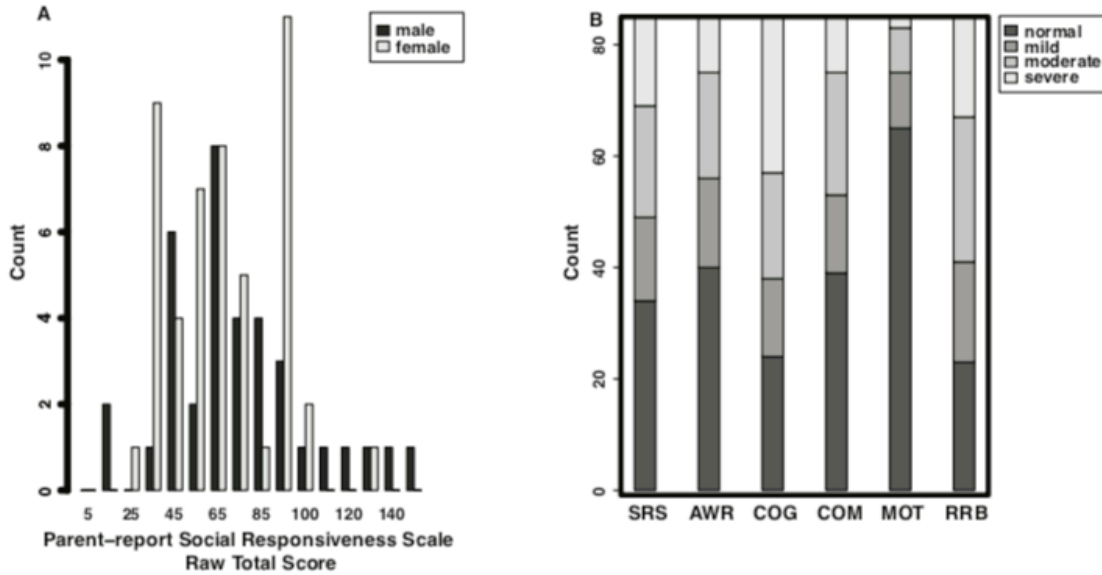 A
male
female
10
8
6
4
2
0
Count
5 25 45 65 85 100 120 140
Parent–report Social Responsiveness Scale
Raw Total Score
B
normal
mild
moderate
severe
80
60
40
20
0
Count
SRS AWR COG COM MOT RRB